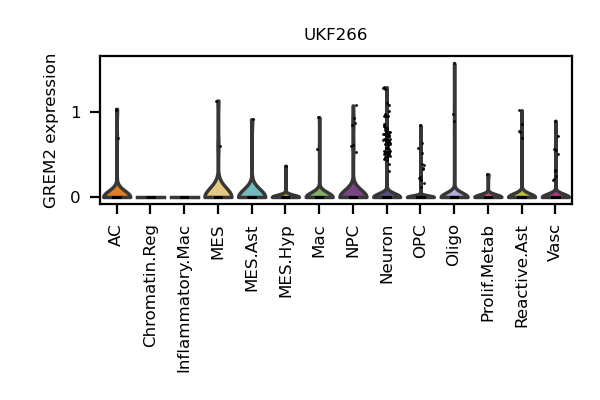 UKF266
GREM2 expression
1
0
AC
Chromatin.Reg
Inflammatory.Mac
MES
MES.Ast
MES.Hyp
Mac
NPC
Neuron
OPC
Oligo
Prolif.Metab
Reactive.Ast
Vasc